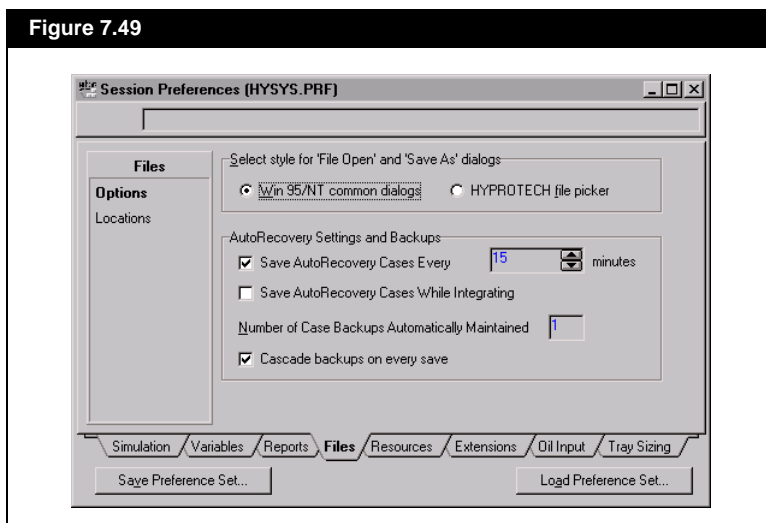 Figure 7.49
Session Preferences (HYSYS.PRF)
Files
Options
Locations
Select style for 'File Open' and 'Save As' dialogs
Win 95/NT common dialogs
HYPROTECH file picker
AutoRecovery Settings and Backups
Save AutoRecovery Cases Every 15 minutes
Save AutoRecovery Cases While Integrating
Number of Case Backups Automatically Maintained 1
Cascade backups on every save
Simulation Variables Reports Files Resources Extensions Oil Input Tray Sizing
Save Preference Set... Load Preference Set...